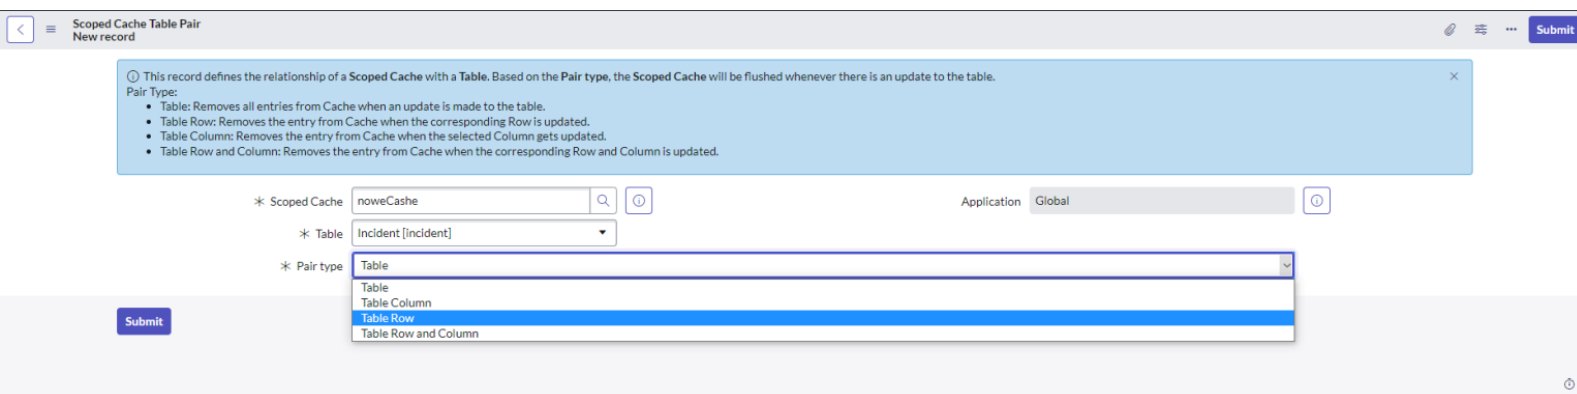 Scoped Cache Table Pair
New record
Submit
This record defines the relationship of a Scoped Cache with a Table. Based on the Pair type, the Scoped Cache will be flushed whenever there is an update to the table.
Pair Type:
• Table: Removes all entries from Cache when an update is made to the table.
• Table Row: Removes the entry from Cache when the corresponding Row is updated.
• Table Column: Removes the entry from Cache when the selected Column gets updated.
• Table Row and Column: Removes the entry from Cache when the corresponding Row and Column is updated.
Scoped Cache noweCashe Application Global
Table Incident [incident]
Pair type Table
Table
Table Column
Table Row
Table Row and Column
Submit